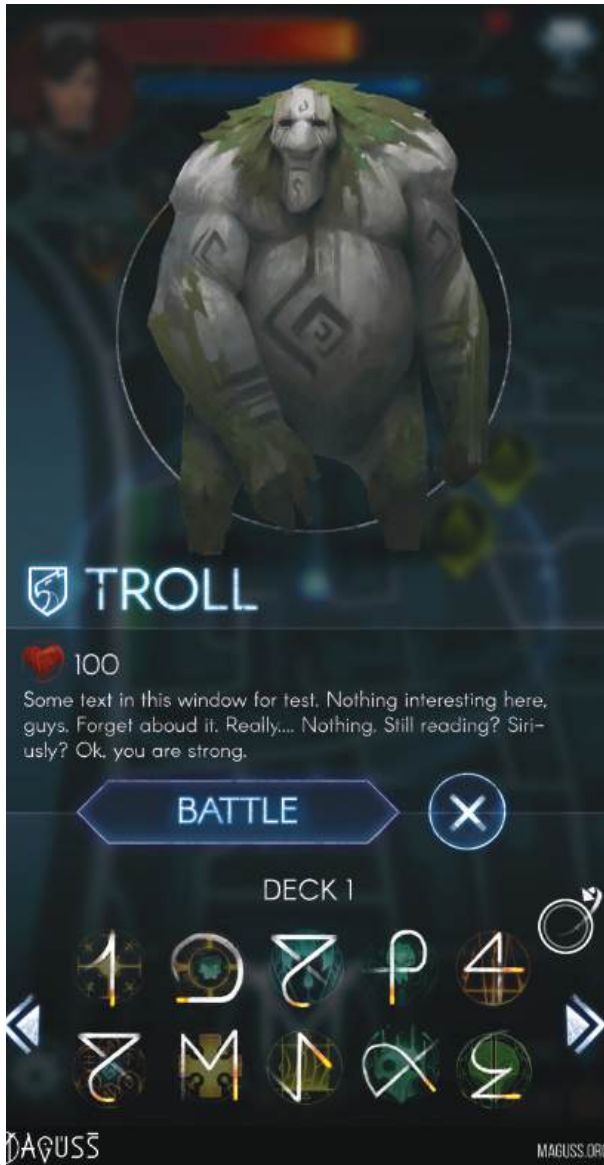 TROLL
100
Some text in this window for test. Nothing interesting here,
guys. Forget aboud it. Really.... Nothing. Still reading? Siri-
usly? Ok, you are strong.
BATTLE
DECK 1
MAGUSS
MAGUSS.ORG